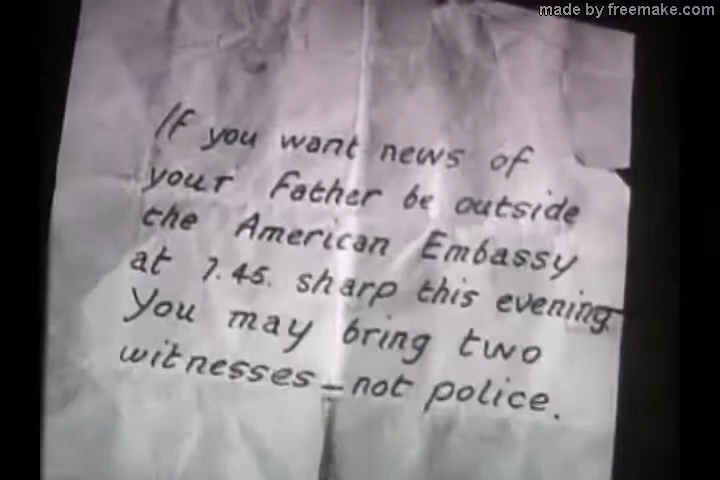 made by freemake.com
If you want news of
your Father be outside
the American Embassy
at 7.45. sharp this evening
You may bring two
witnesses - not police.